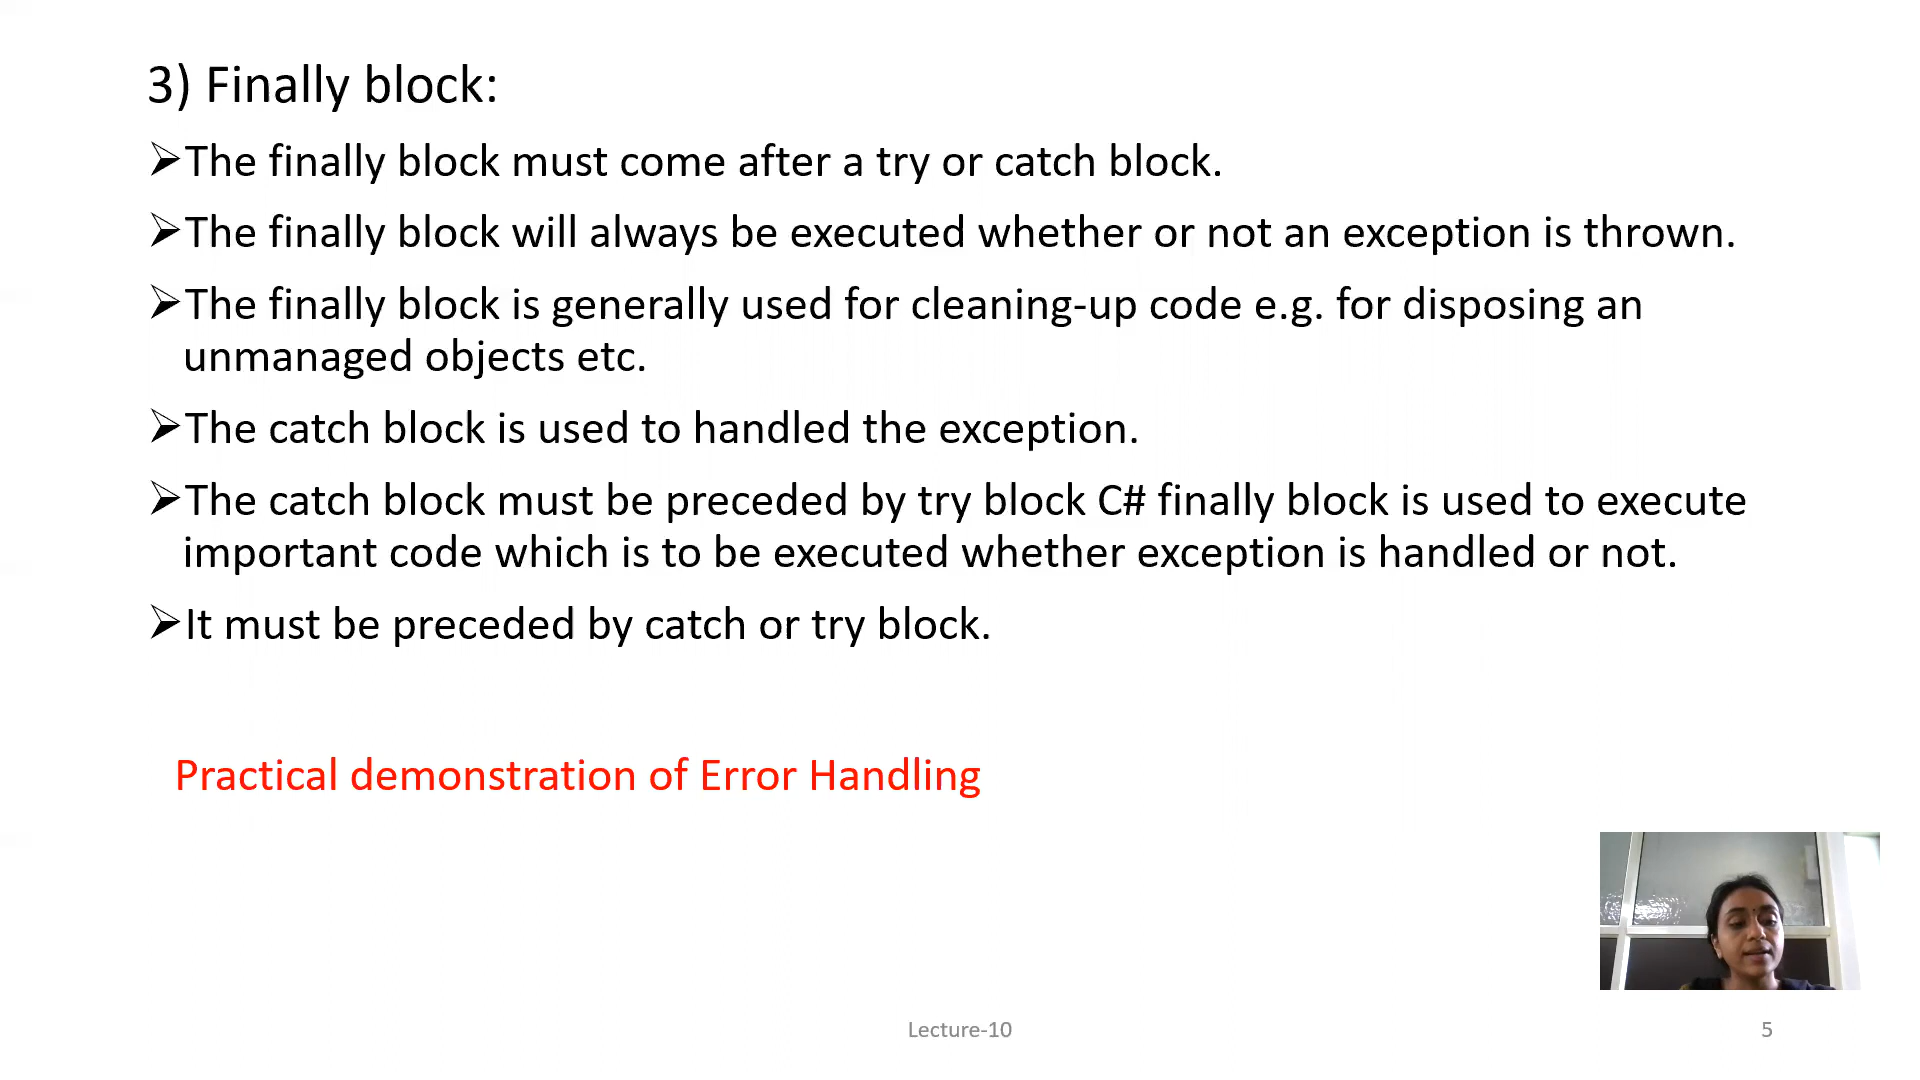 3) Finally block:
➢The finally block must come after a try or catch block.
➢The finally block will always be executed whether or not an exception is thrown.
➢The finally block is generally used for cleaning-up code e.g. for disposing an
unmanaged objects etc.
➢The catch block is used to handled the exception.
➢The catch block must be preceded by try block C# finally block is used to execute
important code which is to be executed whether exception is handled or not.
➢It must be preceded by catch or try block.
Practical demonstration of Error Handling
Lecture-10
5